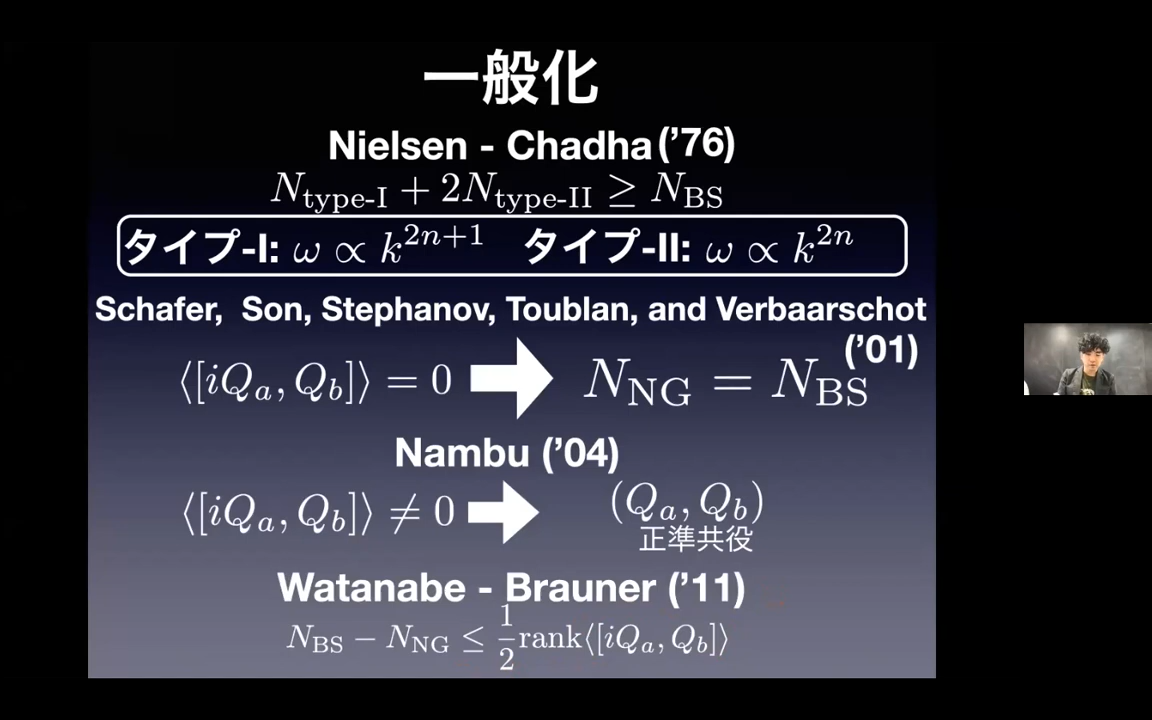 一般化
Nielsen - Chadha ('76)
N_type-I + 2N_type-II ≥ N_BS
タイプ-I: ω ∝ k^{2n+1} タイプ-II: ω ∝ k^{2n}
Schafer, Son, Stephanov, Toublan, and Verbaarschot
('01)
⟨[iQ_a, Q_b]⟩ = 0 N_NG = N_BS
Nambu ('04)
⟨[iQ_a, Q_b]⟩ ≠ 0 (Q_a, Q_b)
正準共役
Watanabe - Brauner ('11)
N_BS − N_NG ≤ 1/2 rank⟨[iQ_a, Q_b]⟩